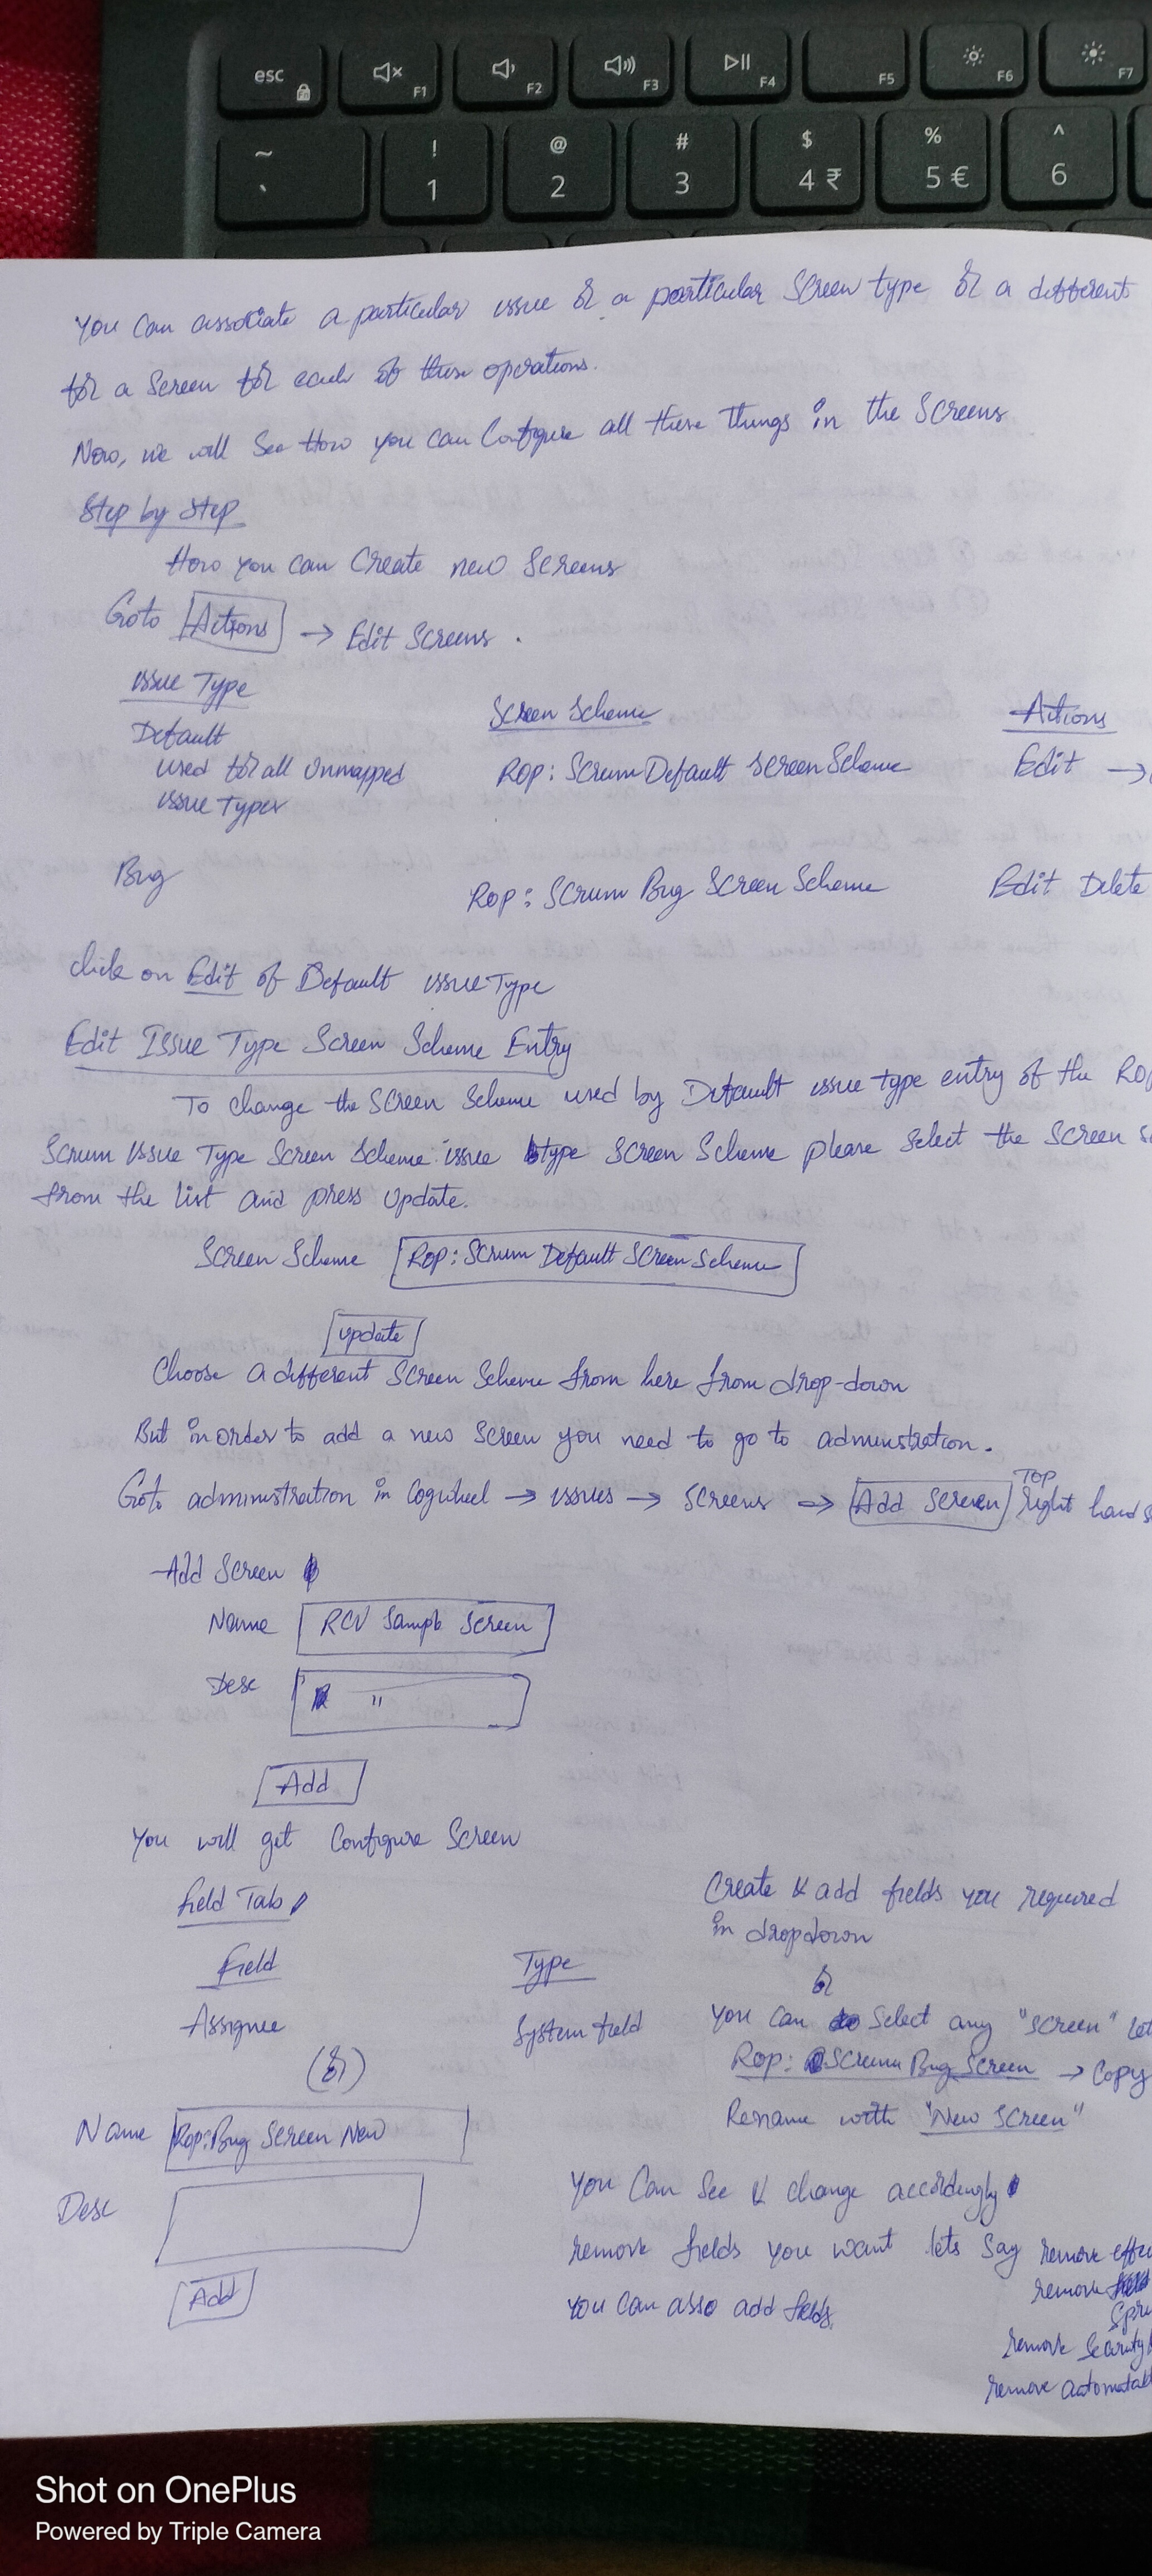 esc F1 F2 F3 F4 F5 F6 F7
~ ! @ # $ % ^
` 1 2 3 4 ₹ 5 € 6
You can associate a particular issue or a particular Screen type or a different
for a Screen for each of these operations.
Now, we will See How you can Configure all these things in the Screens
Step by Step
How you can Create new Screens
Goto Actions → Edit Screens .
issue Type Screen Scheme Actions
Default
used for all Unmapped Rop: Scrum Default Screen Scheme Edit →
issue Types
Bug Rop: Scrum Bug Screen Scheme Edit Delete
click on Edit of Default issue Type
Edit Issue Type Screen Scheme Entry
To change the Screen Scheme used by Default issue type entry of the Rop
Scrum issue Type Screen Scheme issue type Screen Scheme please select the Screen
from the list and press Update.
Screen Scheme Rop: Scrum Default Screen Scheme
update
Choose a different Screen Scheme from here from drop-down
But in order to add a new Screen you need to go to adminstration.
Goto administration in Cogwheel → issues → Screens → Add Screen Top right hand
Add Screen
Name RCV Sample Screen
Desc "
Add
You will get Configure Screen
field Tab
Create & add fields you required
in dropdown
Field Type
or
Assignee System field You can Select any "screen" let
(or) Rop: Scrum Bug Screen → Copy
Rename with "New Screen"
Name Rop: Bug Screen New
You Can See & change accordingly
Desc
remove fields you want lets Say remove
Add You can also add fields. remove
remove Security
remove
Shot on OnePlus
Powered by Triple Camera